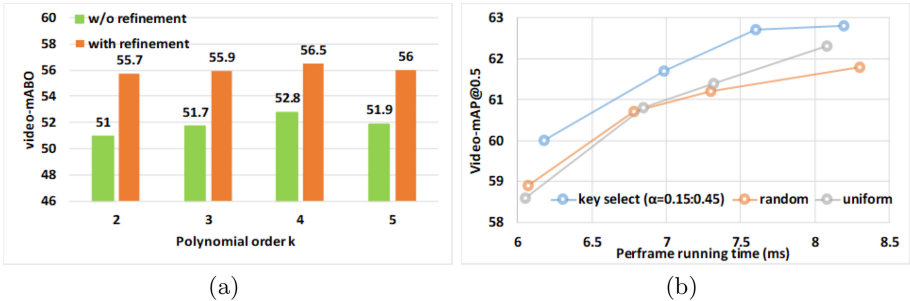 60
58
56
54
52
50
48
46
video-mABO
w/o refinement
with refinement
55.7
55.9
56.5
56
51
51.7
52.8
51.9
2
3
4
5
Polynomial order k
(a)
63
62
61
60
59
58
Video-mAP@0.5
key select (α=0.15:0.45)
random
uniform
6
6.5
7
7.5
8
8.5
Perframe running time (ms)
(b)